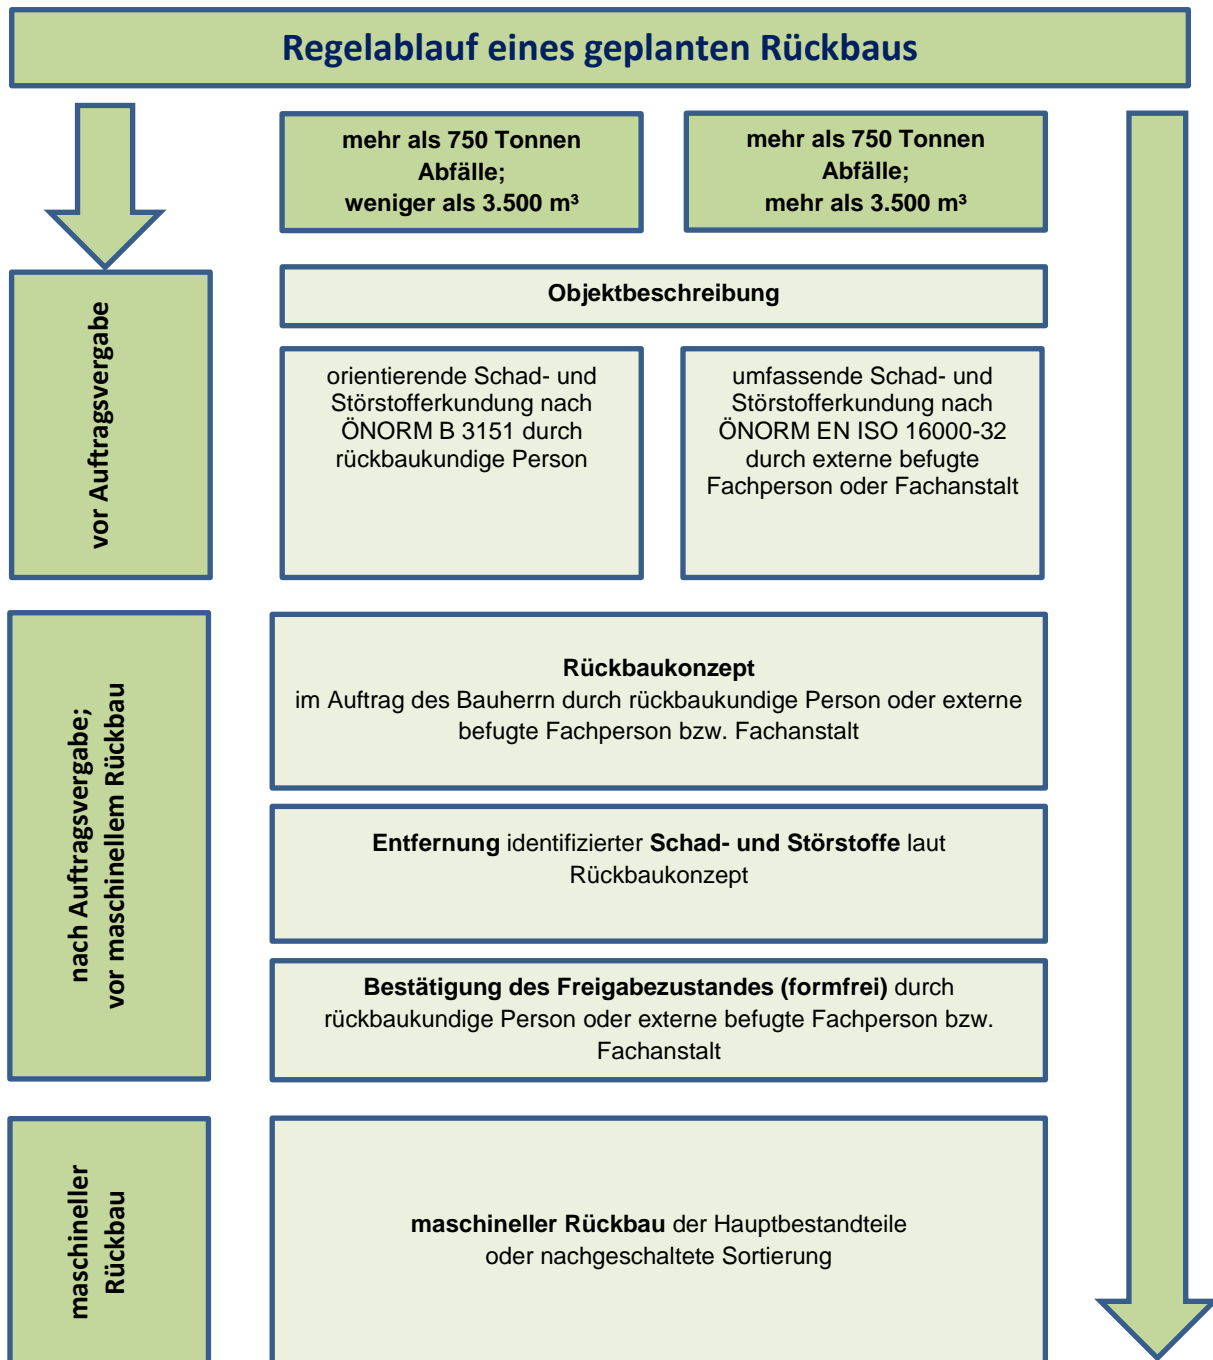 Regelablauf eines geplanten Rückbaus
mehr als 750 Tonnen
Abfälle;
weniger als 3.500 m³
mehr als 750 Tonnen
Abfälle;
mehr als 3.500 m³
vor Auftragsvergabe
Objektbeschreibung
orientierende Schad- und
Störstofferkundung nach
ÖNORM B 3151 durch
rückbaukundige Person
umfassende Schad- und
Störstofferkundung nach
ÖNORM EN ISO 16000-32
durch externe befugte
Fachperson oder Fachanstalt
nach Auftragsvergabe;
vor maschinellem Rückbau
Rückbaukonzept
im Auftrag des Bauherrn durch rückbaukundige Person oder externe
befugte Fachperson bzw. Fachanstalt
Entfernung identifizierter Schad- und Störstoffe laut
Rückbaukonzept
Bestätigung des Freigabezustandes (formfrei) durch
rückbaukundige Person oder externe befugte Fachperson bzw.
Fachanstalt
maschineller
Rückbau
maschineller Rückbau der Hauptbestandteile
oder nachgeschaltete Sortierung